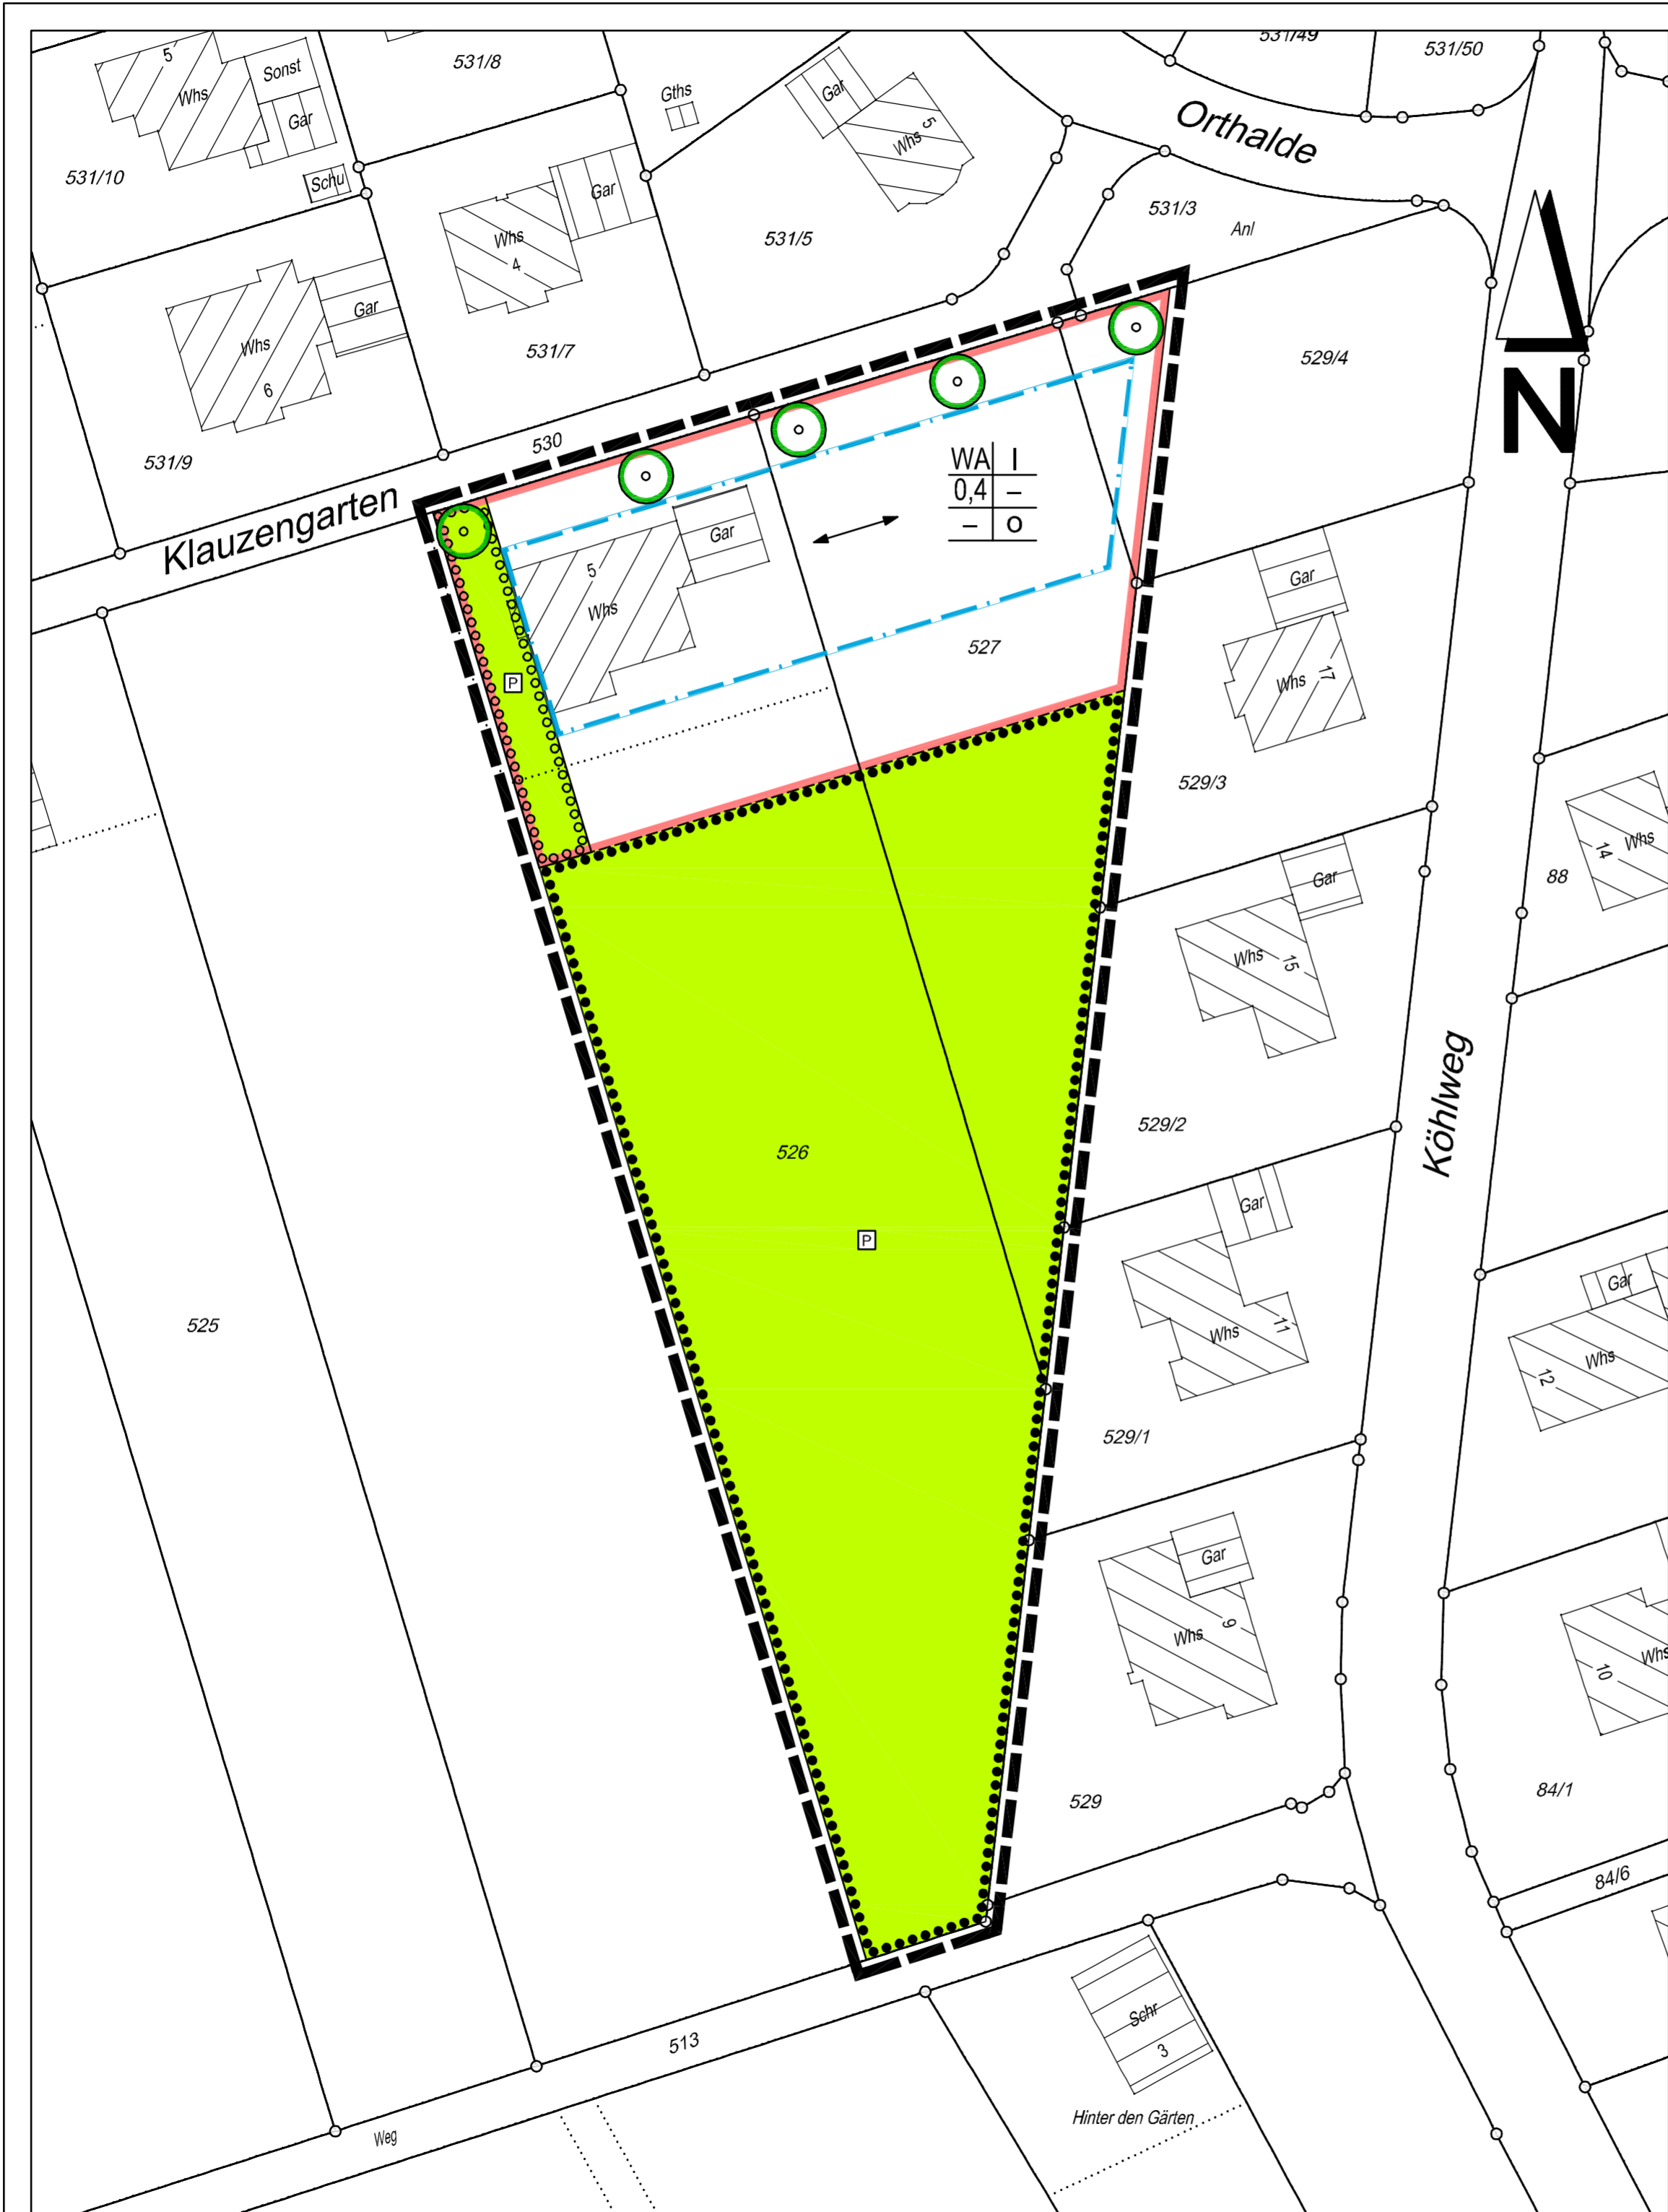 5
Sonst
Whs
Gar
531/8
Gths
Gar
5
Whs
531/49
531/50
Orthalde
531/10
Schu
Gar
Whs
4
531/5
531/3
Anl
Gar
Whs
6
531/7
529/4
N
531/9
530
Klauzengarten
WA I
0,4 –
– o
Gar
5
Whs
527
P
Gar
Whs
17
529/3
14
Whs
88
Gar
Whs
15
Köhlweg
529/2
526
P
Gar
Whs
11
Gar
Whs
12
525
529/1
Gar
Whs
9
Whs
10
529
84/1
84/6
513
Schr
3
Hinter den Gärten
Weg